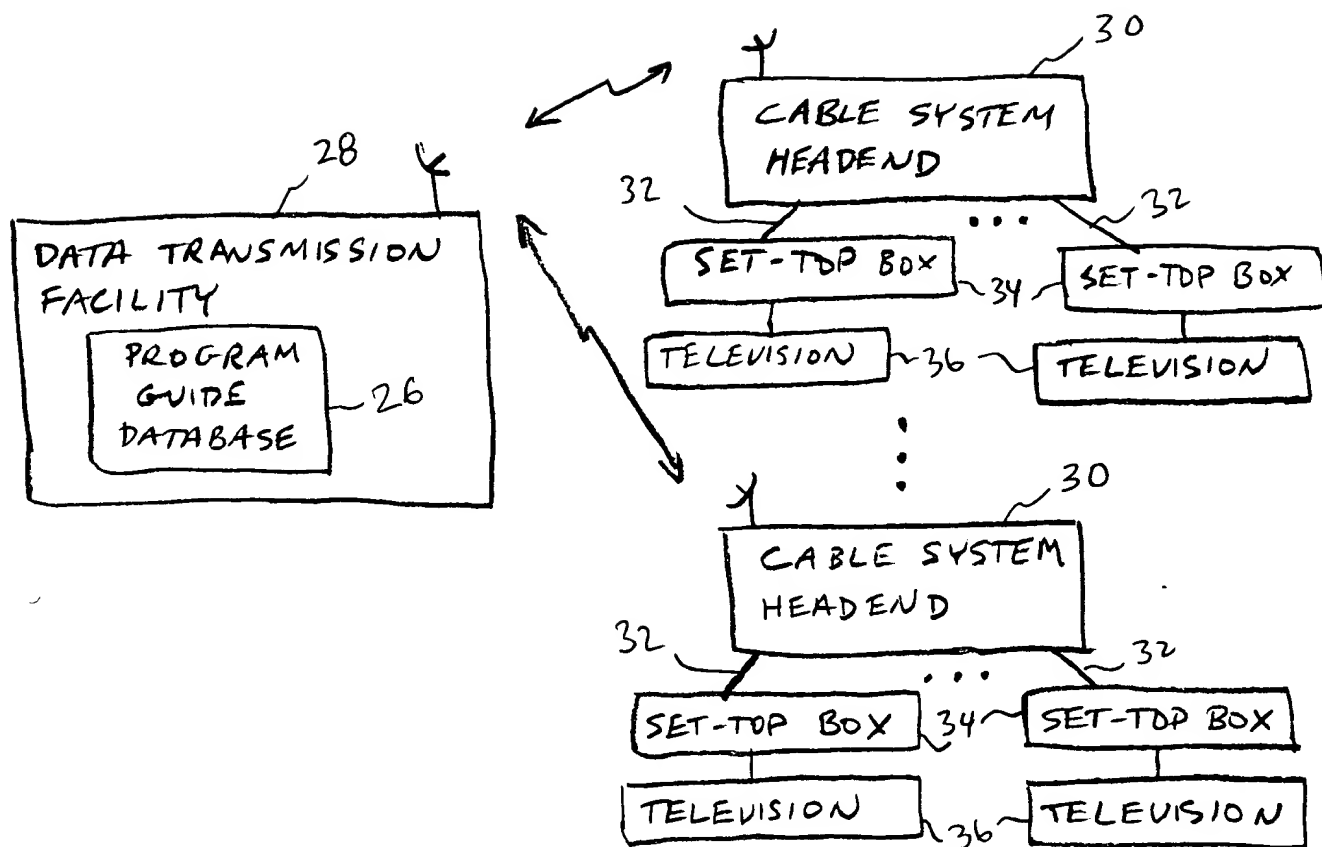 28
DATA TRANSMISSION
FACILITY
PROGRAM
GUIDE
DATABASE
26
30
CABLE SYSTEM
HEADEND
32
32
SET-TOP BOX
34
SET-TOP BOX
TELEVISION
36
TELEVISION
30
CABLE SYSTEM
HEADEND
32
32
SET-TOP BOX
34
SET-TOP BOX
TELEVISION
36
TELEVISION